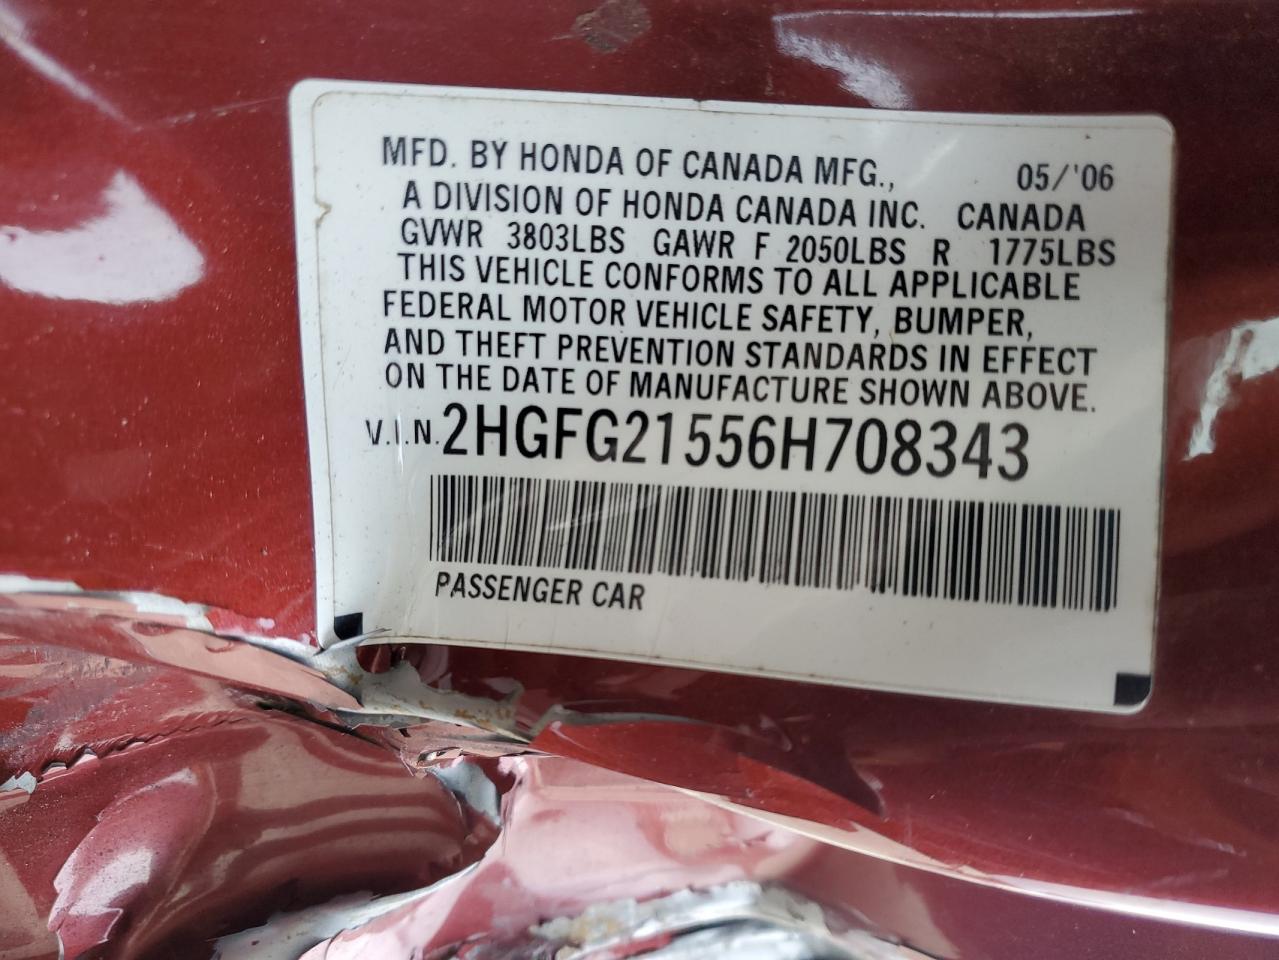 MFD. BY HONDA OF CANADA MFG., 05/'06
A DIVISION OF HONDA CANADA INC. CANADA
GVWR 3803LBS GAWR F 2050LBS R 1775LBS
THIS VEHICLE CONFORMS TO ALL APPLICABLE
FEDERAL MOTOR VEHICLE SAFETY, BUMPER,
AND THEFT PREVENTION STANDARDS IN EFFECT
ON THE DATE OF MANUFACTURE SHOWN ABOVE.
V.I.N. 2HGFG21556H708343
PASSENGER CAR